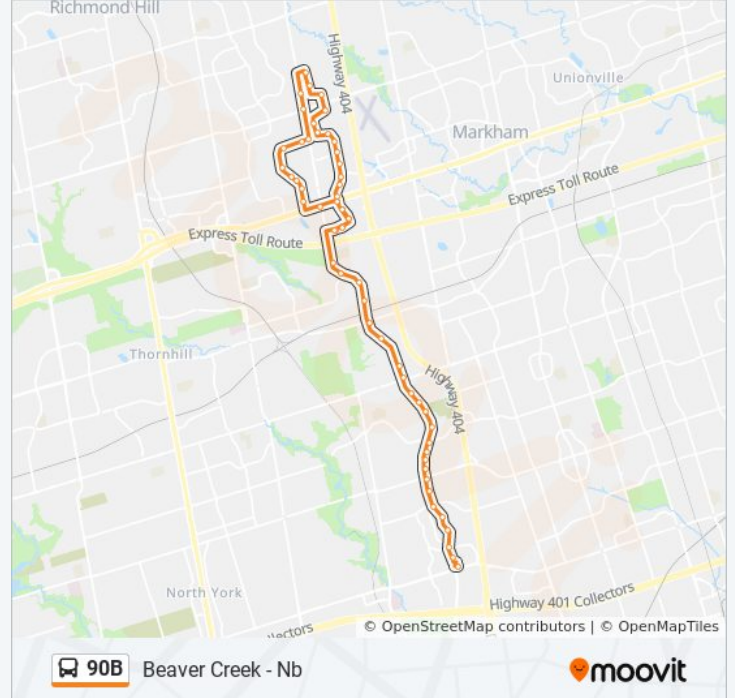 Richmond Hill
Highway 404
Unionville
Markham
Express Toll Route
Express Toll Route
Thornhill
Highway 404
North York
Highway 401 Collectors
llectors
© OpenStreetMap contributors | © OpenMapTiles
90B Beaver Creek - Nb
moovit